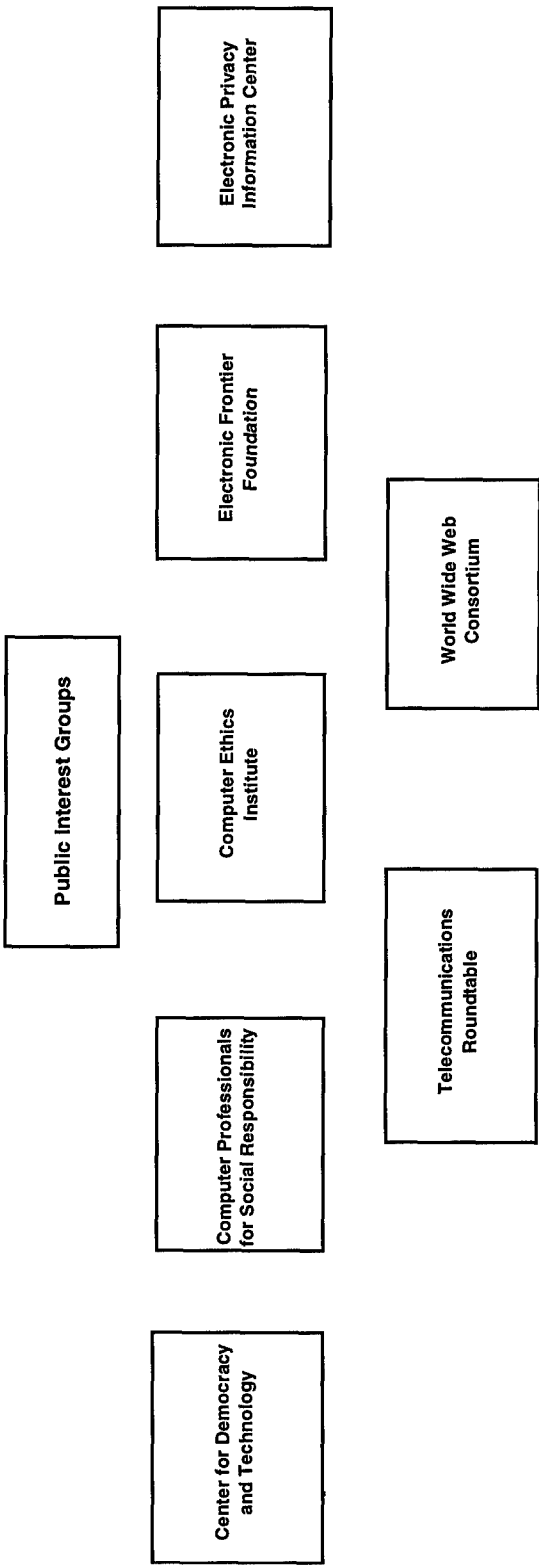 Public Interest Groups
Center for Democracy
and Technology
Computer Professionals
for Social Responsibility
Computer Ethics
Institute
Electronic Frontier
Foundation
Electronic Privacy
Information Center
Telecommunications
Roundtable
World Wide Web
Consortium